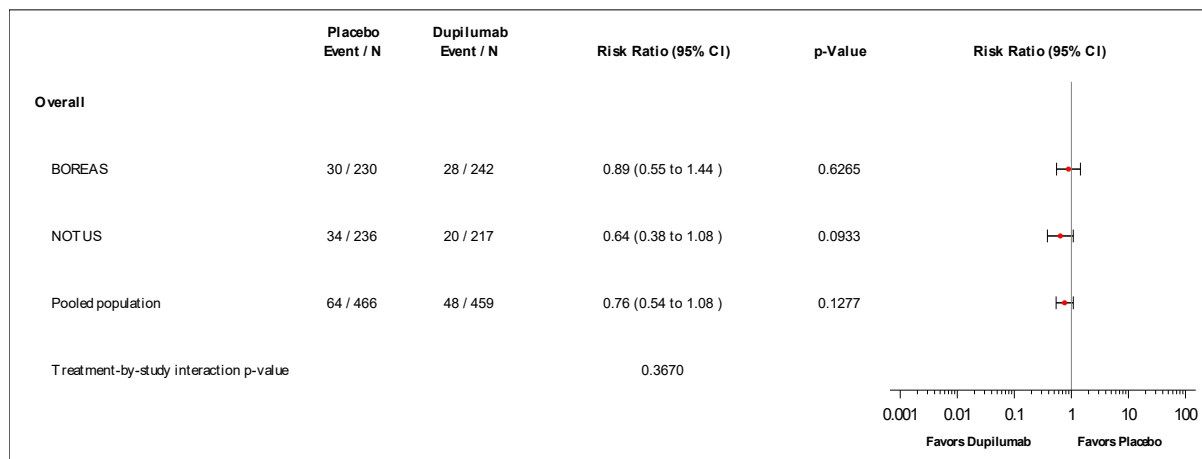 Placebo Dupilumab
Event / N Event / N Risk Ratio (95% CI) p-Value Risk Ratio (95% CI)
Overall
BOREAS 30 / 230 28 / 242 0.89 (0.55 to 1.44 ) 0.6265
NOTUS 34 / 236 20 / 217 0.64 (0.38 to 1.08 ) 0.0933
Pooled population 64 / 466 48 / 459 0.76 (0.54 to 1.08 ) 0.1277
Treatment-by-study interaction p-value 0.3670
0.001 0.01 0.1 1 10 100
Favors Dupilumab Favors Placebo